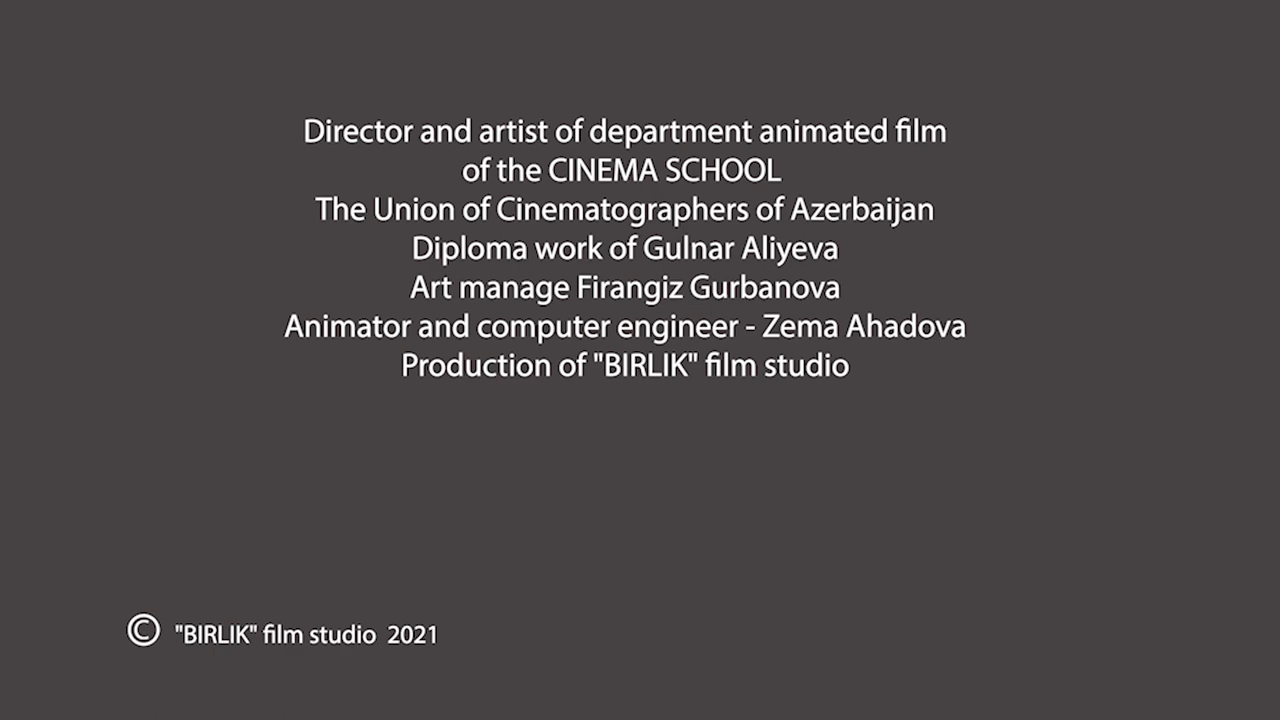 Director and artist of department animated film
of the CINEMA SCHOOL
The Union of Cinematographers of Azerbaijan
Diploma work of Gulnar Aliyeva
Art manage Firangiz Gurbanova
Animator and computer engineer - Zema Ahadova
Production of "BIRLIK" film studio
© "BIRLIK" film studio 2021